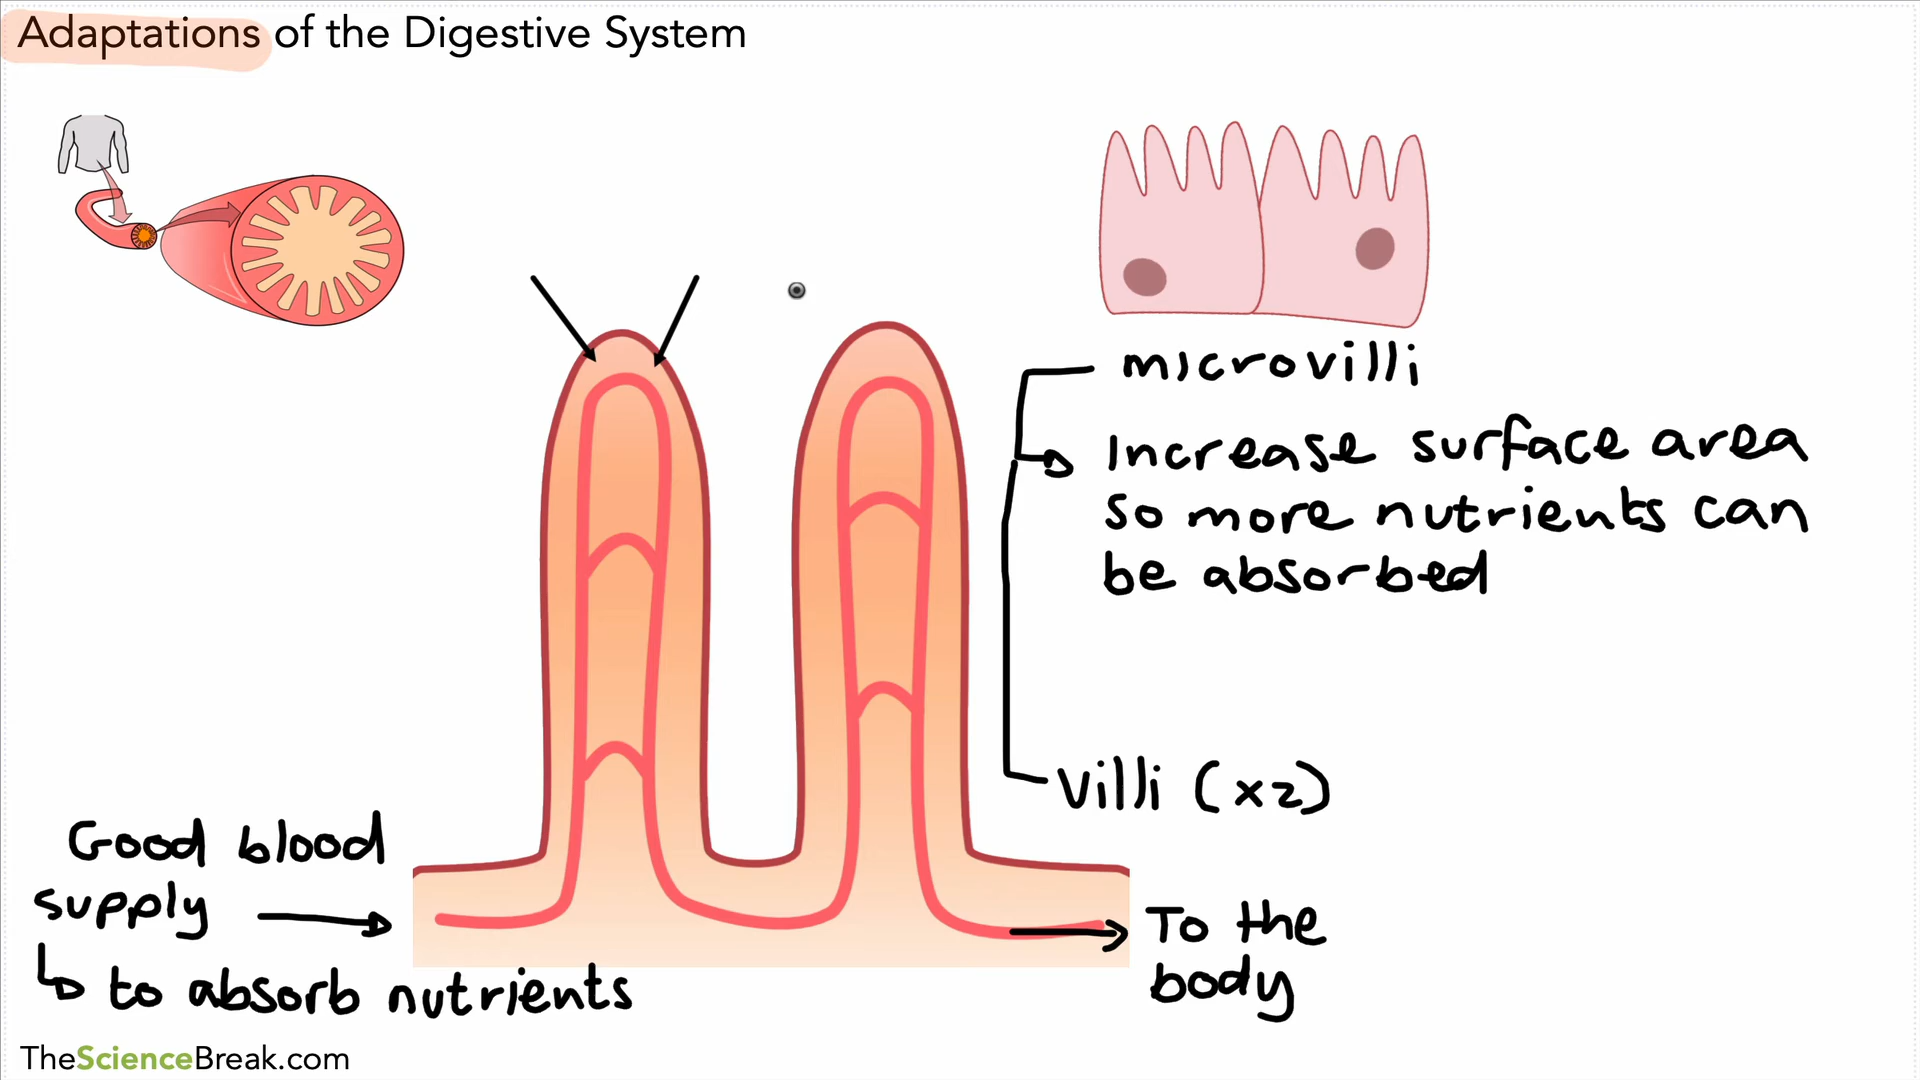 Adaptations of the Digestive System
microvilli
Increase surface area
so more nutrients can
be absorbed
Villi (x2)
Good blood
supply
to absorb nutrients
To the
body
TheScienceBreak.com